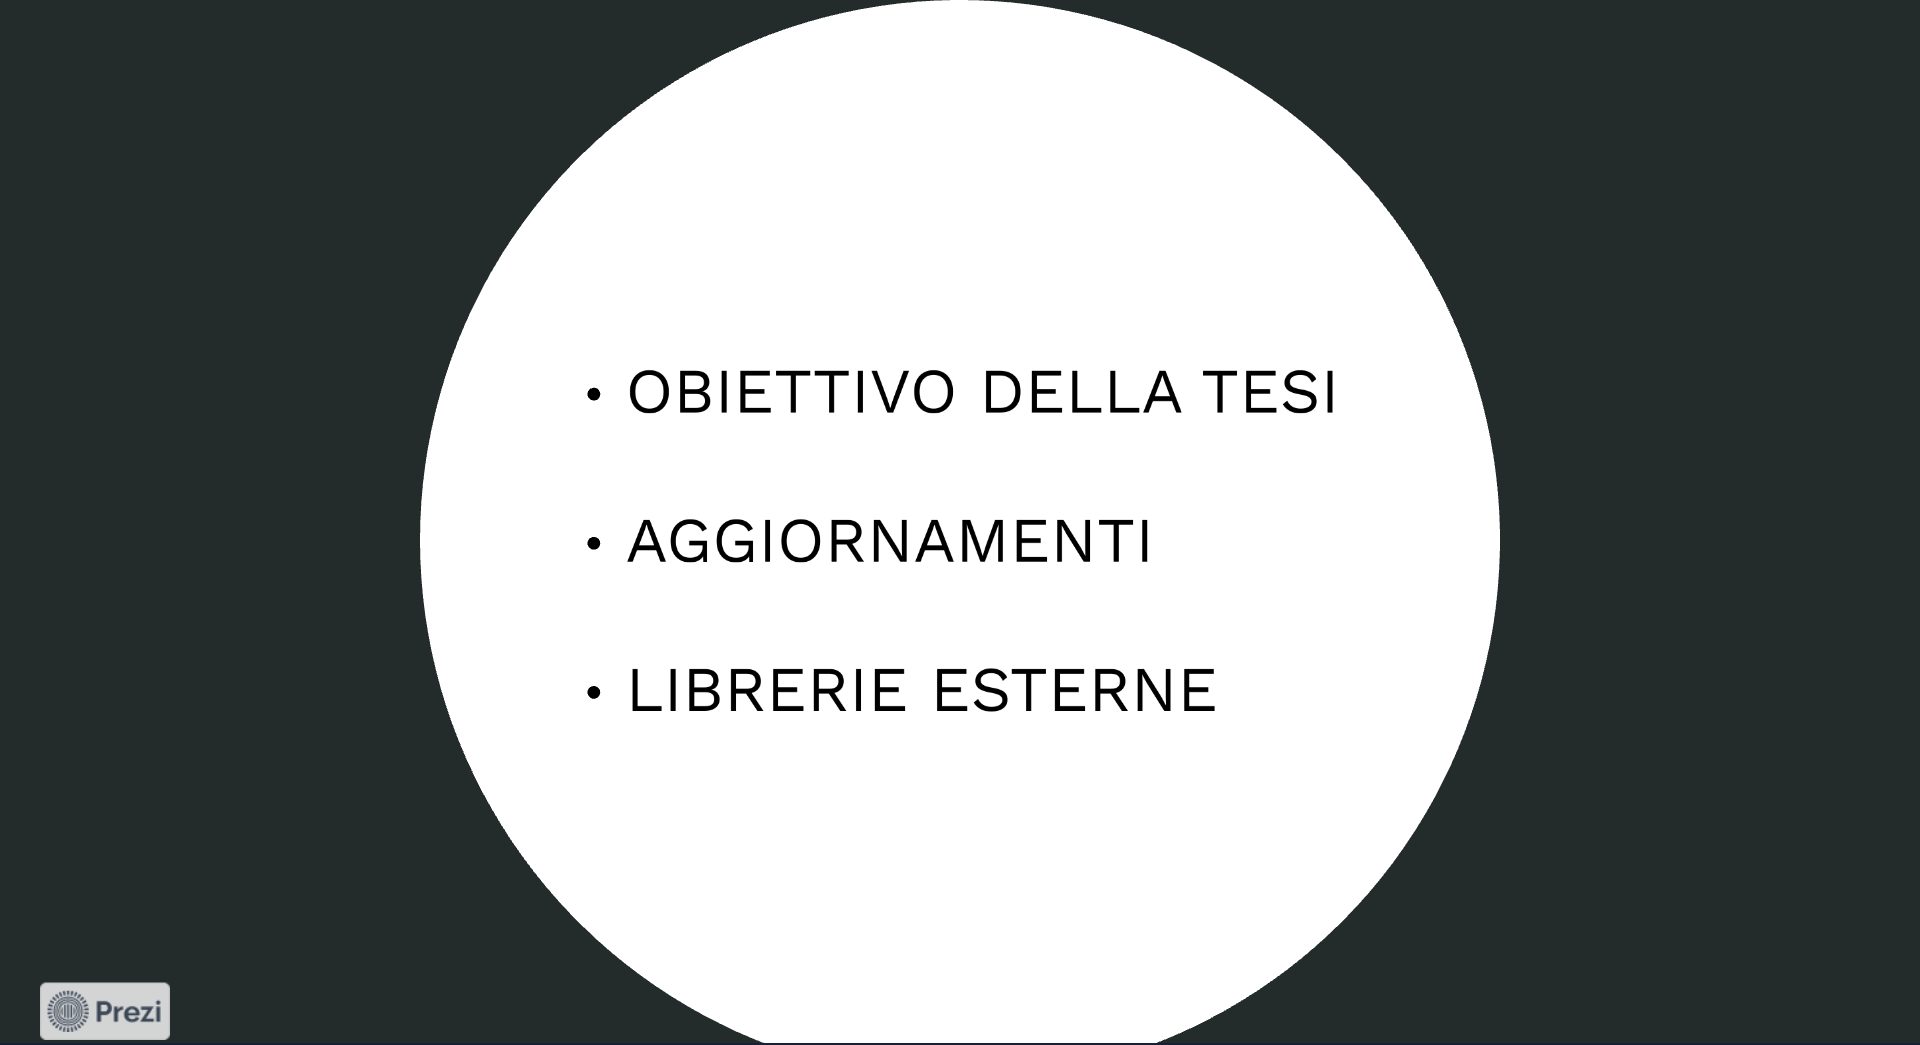 • OBIETTIVO DELLA TESI
• AGGIORNAMENTI
• LIBRERIE ESTERNE
Prezi